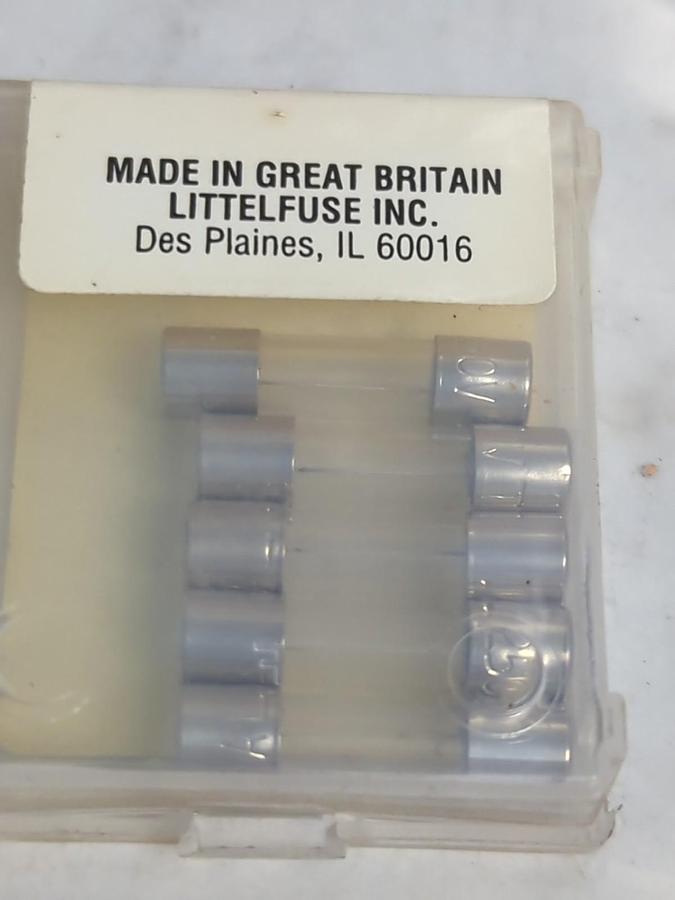 MADE IN GREAT BRITAIN
LITTELFUSE INC.
Des Plaines, IL 60016